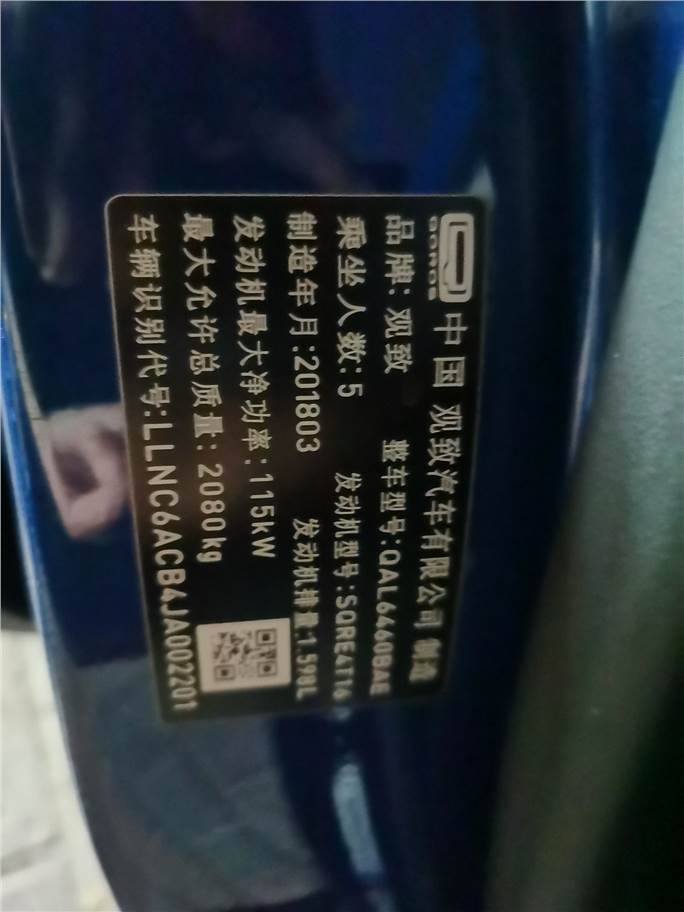 QOROS
中国 观致汽车有限公司 制造
品牌:观致 整车型号:QAL6460BAE
乘坐人数:5 发动机型号:SQRE4T16
制造年月:201803 发动机排量:1.598L
发动机最大净功率:115kW
最大允许总质量:2080kg
车辆识别代号:LLNC6ACB4JA002201